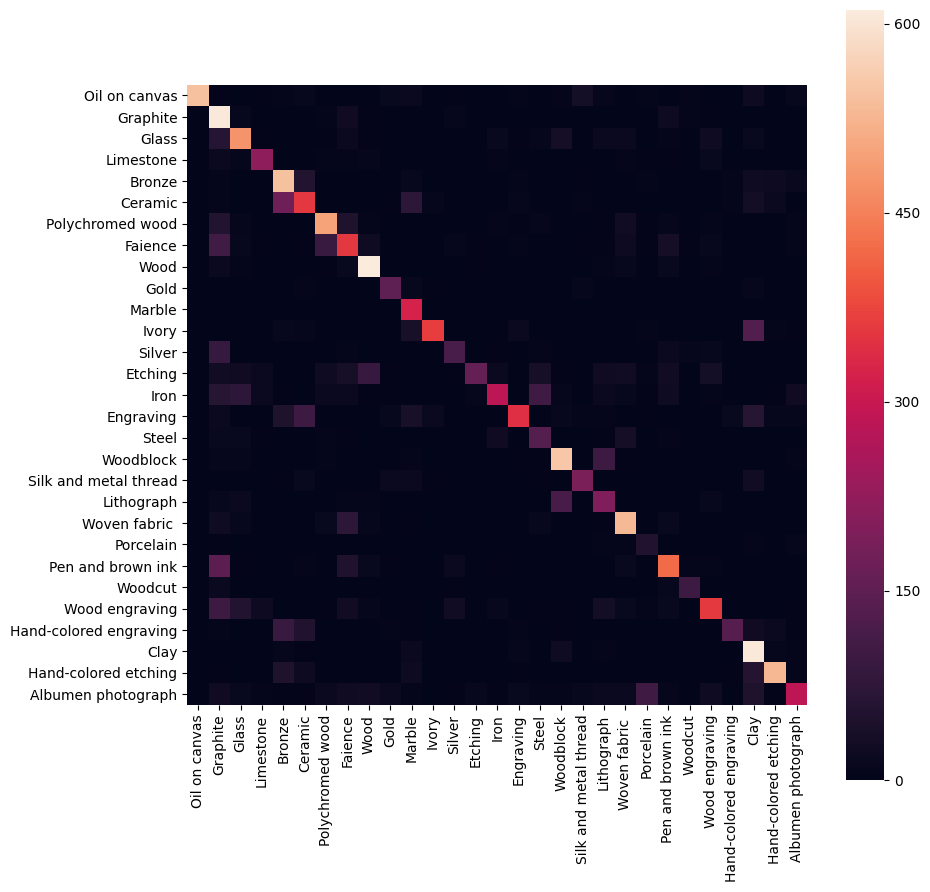 Oil on canvas
Graphite
Glass
Limestone
Bronze
Ceramic
Polychromed wood
Faience
Wood
Gold
Marble
Ivory
Silver
Etching
Iron
Engraving
Steel
Woodblock
Silk and metal thread
Lithograph
Woven fabric
Porcelain
Pen and brown ink
Woodcut
Wood engraving
Hand-colored engraving
Clay
Hand-colored etching
Albumen photograph
Oil on canvas
Graphite
Glass
Limestone
Bronze
Ceramic
Polychromed wood
Faience
Wood
Gold
Marble
Ivory
Silver
Etching
Iron
Engraving
Steel
Woodblock
Silk and metal thread
Lithograph
Woven fabric
Porcelain
Pen and brown ink
Woodcut
Wood engraving
Hand-colored engraving
Clay
Hand-colored etching
Albumen photograph
600
450
300
150
0